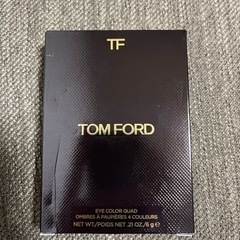 TF
TOM FORD
EYE COLOR QUAD
OMBRES À PAUPIÈRES 4 COULEURS
NET WT/POIDS NET .21 OZ/6 g ℮